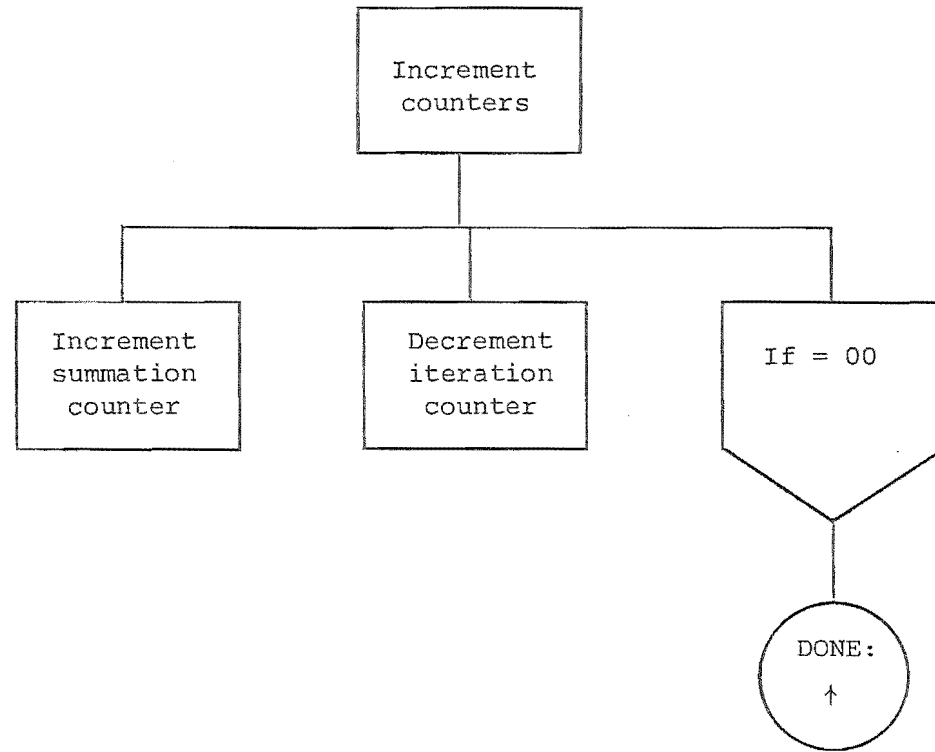 Increment
counters
Increment
summation
counter
Decrement
iteration
counter
If = 00
DONE:
↑